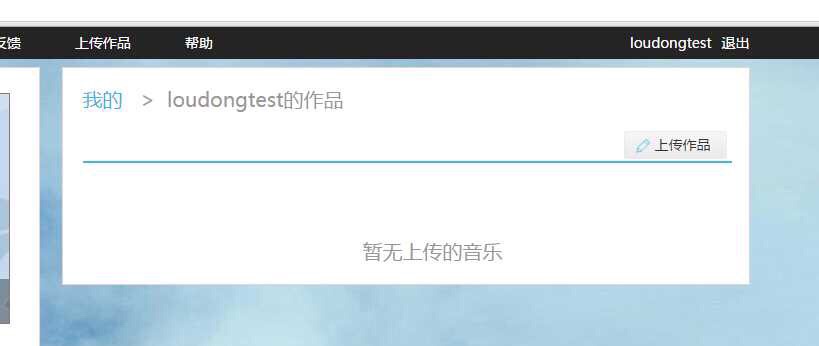 反馈 上传作品 帮助 loudongtest 退出
我的 > loudongtest的作品
上传作品
暂无上传的音乐